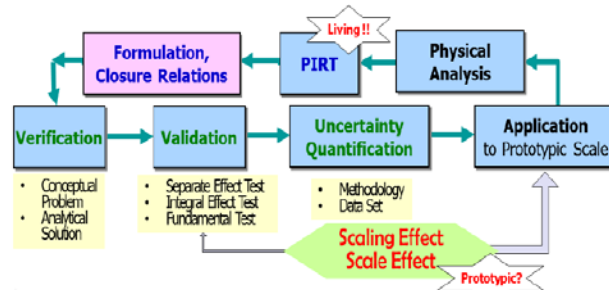 Living !!
Formulation,
Closure Relations
PIRT
Physical
Analysis
Verification
Validation
Uncertainty
Quantification
Application
to Prototypic Scale
• Conceptual
Problem
• Analytical
Solution
• Separate Effect Test
• Integral Effect Test
• Fundamental Test
• Methodology
• Data Set
Scaling Effect
Scale Effect
Prototypic?